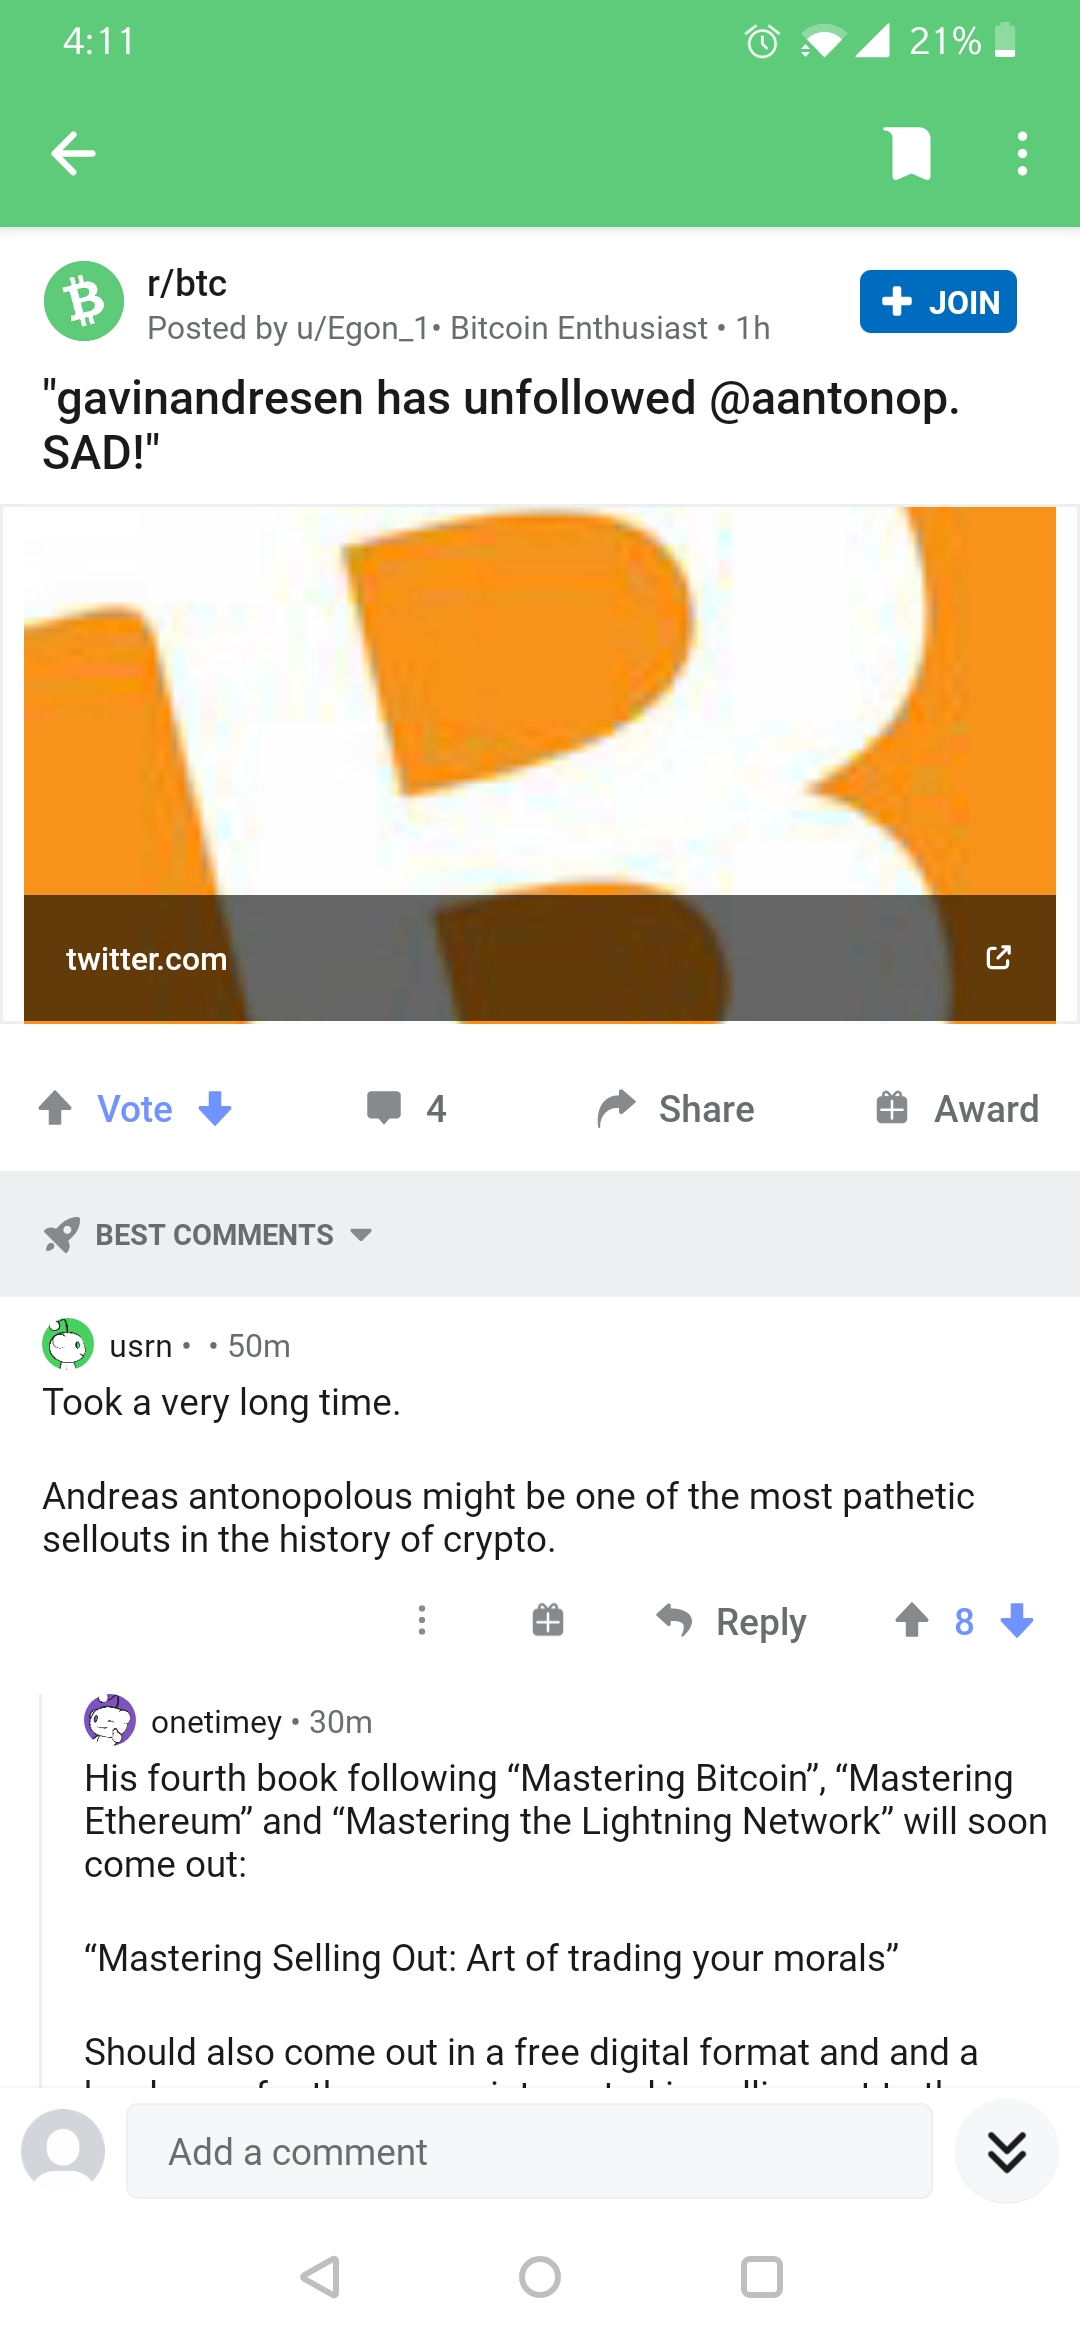 4:11
21%
r/btc
Posted by u/Egon_1• Bitcoin Enthusiast • 1h
JOIN
"gavinandresen has unfollowed @aantonop.
SAD!"
twitter.com
Vote
4
Share
Award
BEST COMMENTS
usrn • • 50m
Took a very long time.
Andreas antonopolous might be one of the most pathetic
sellouts in the history of crypto.
Reply
8
onetimey • 30m
His fourth book following “Mastering Bitcoin”, “Mastering
Ethereum” and “Mastering the Lightning Network” will soon
come out:
“Mastering Selling Out: Art of trading your morals”
Should also come out in a free digital format and and a
Add a comment